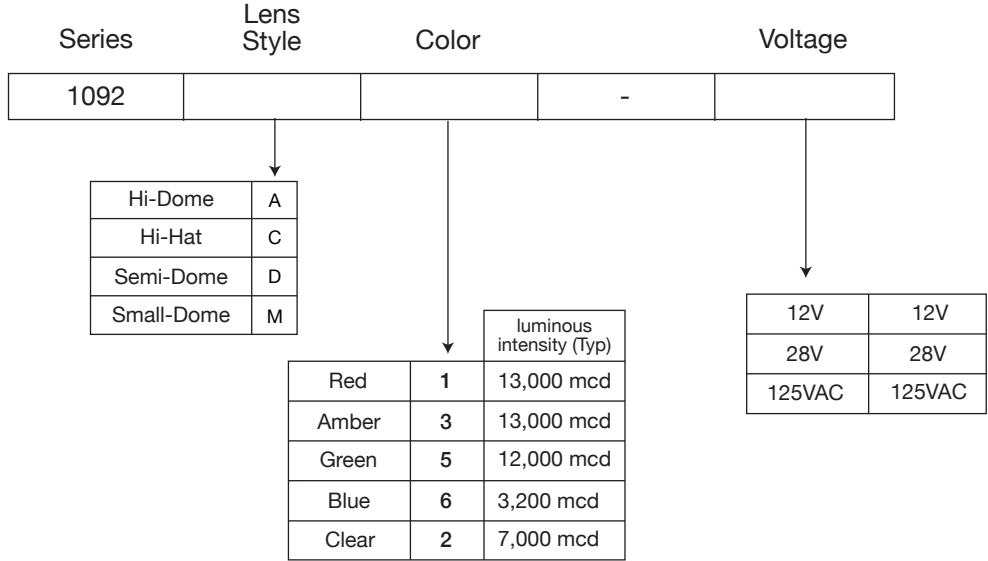 Series
Lens
Style
Color
Voltage
1092
-
Hi-Dome A
Hi-Hat C
Semi-Dome D
Small-Dome M
luminous
intensity (Typ)
Red 1 13,000 mcd
Amber 3 13,000 mcd
Green 5 12,000 mcd
Blue 6 3,200 mcd
Clear 2 7,000 mcd
12V 12V
28V 28V
125VAC 125VAC